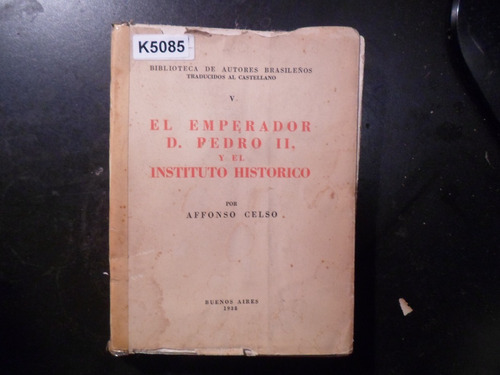 K5085
BIBLIOTECA DE AUTORES BRASILEÑOS
TRADUCIDOS AL CASTELLANO
V
EL EMPERADOR
D. PEDRO II,
Y EL
INSTITUTO HISTORICO
POR
AFFONSO CELSO
BUENOS AIRES